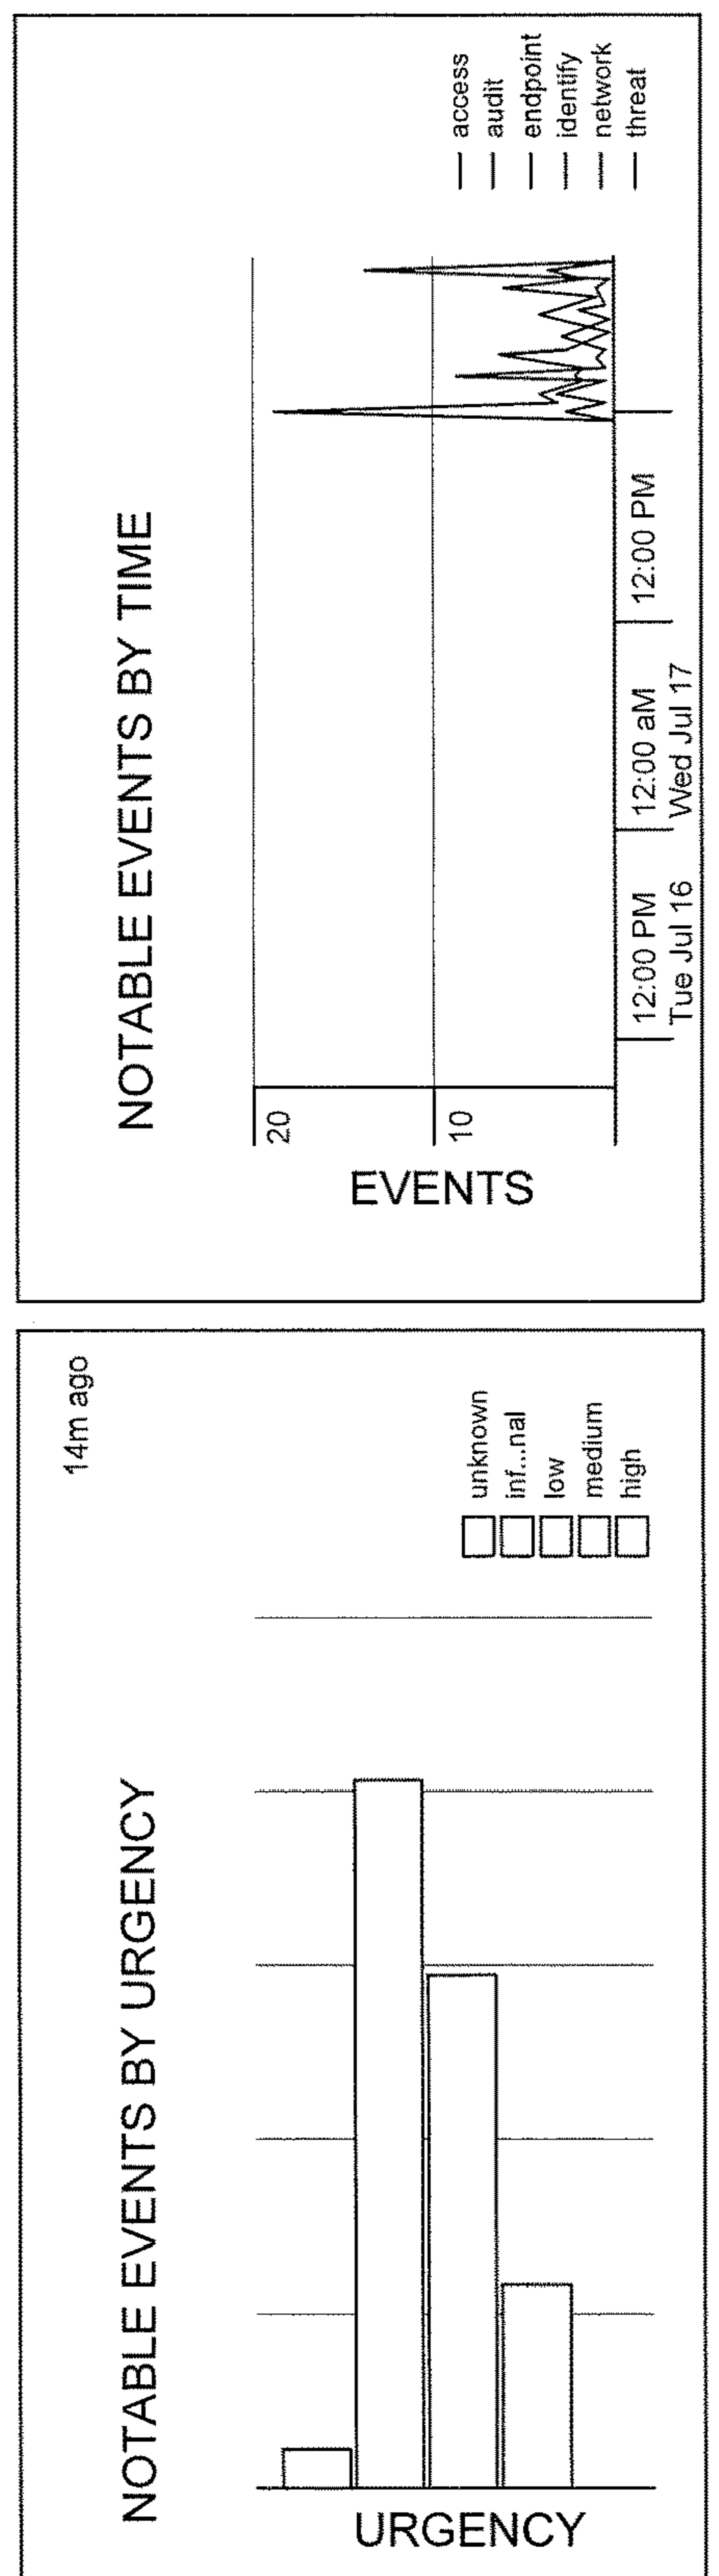 NOTABLE EVENTS BY URGENCY
14m ago
URGENCY
unknown
inf...nal
low
medium
high
NOTABLE EVENTS BY TIME
EVENTS
20
10
12:00 PM
Tue Jul 16
12:00 aM
Wed Jul 17
12:00 PM
access
audit
endpoint
identify
network
threat